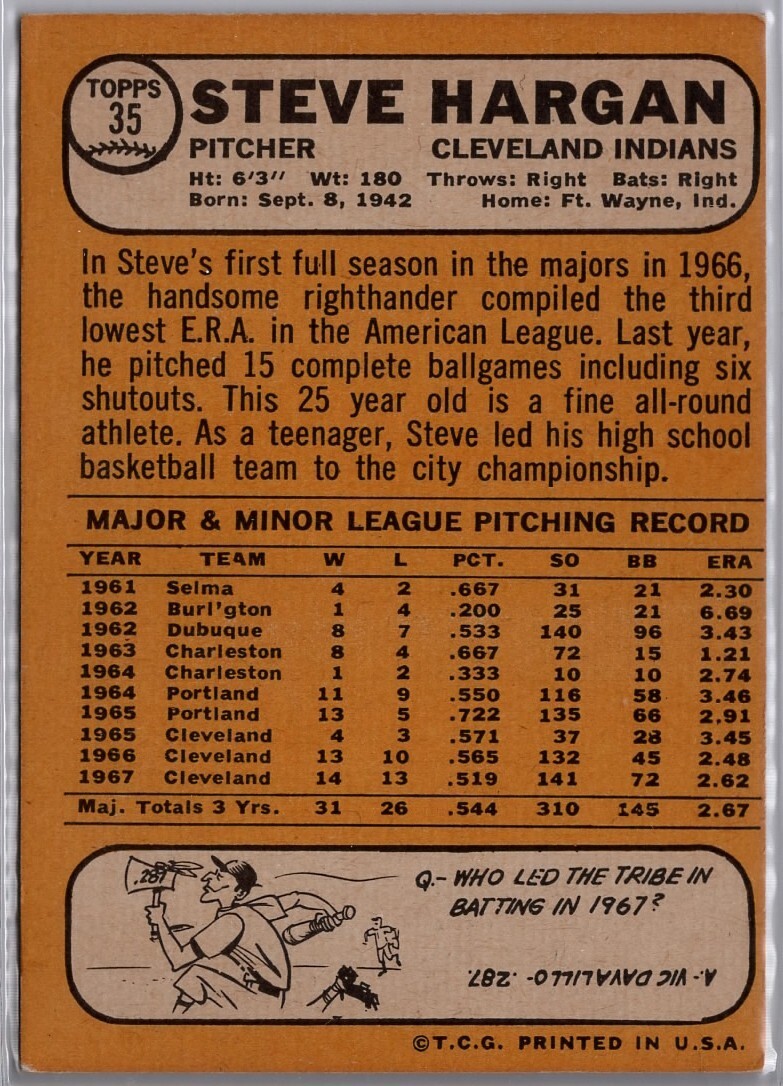 TOPPS
35
STEVE HARGAN
PITCHER CLEVELAND INDIANS
Ht: 6'3" Wt: 180 Throws: Right Bats: Right
Born: Sept. 8, 1942 Home: Ft. Wayne, Ind.
In Steve's first full season in the majors in 1966,
the handsome righthander compiled the third
lowest E.R.A. in the American League. Last year,
he pitched 15 complete ballgames including six
shutouts. This 25 year old is a fine all-round
athlete. As a teenager, Steve led his high school
basketball team to the city championship.
MAJOR & MINOR LEAGUE PITCHING RECORD
YEAR TEAM W L PCT. SO BB ERA
1961 Selma 4 2 .667 31 21 2.30
1962 Burl'gton 1 4 .200 25 21 6.69
1962 Dubuque 8 7 .533 140 96 3.43
1963 Charleston 8 4 .667 72 15 1.21
1964 Charleston 1 2 .333 10 10 2.74
1964 Portland 11 9 .550 116 58 3.46
1965 Portland 13 5 .722 135 66 2.91
1965 Cleveland 4 3 .571 37 28 3.45
1966 Cleveland 13 10 .565 132 45 2.48
1967 Cleveland 14 13 .519 141 72 2.62
Maj. Totals 3 Yrs. 31 26 .544 310 145 2.67
.287
Q.- WHO LED THE TRIBE IN
BATTING IN 1967?
A.- VIC DAVALILLO- .287
©T.C.G. PRINTED IN U.S.A.